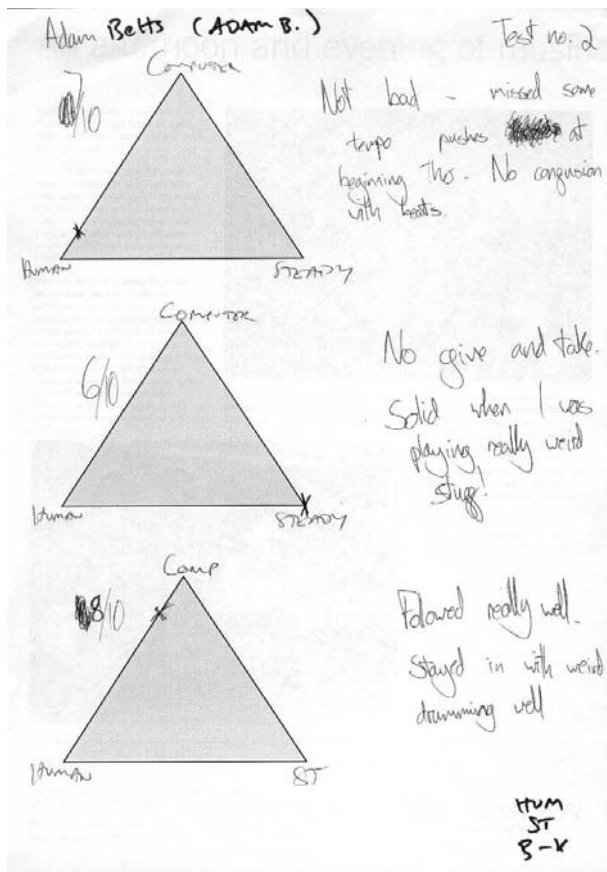 Adam Betts (ADAM B.)
Test no. 2
COMPUTER
7/10
Not bad - missed some
tempo pushes at
beginning tho. No confusion
with beats.
HUMAN
STEADY
COMPUTER
6/10
No give and take.
Solid when I was
playing really weird
stuff!
HUMAN
STEADY
COMP
8/10
Followed really well.
Stayed in with weird
drumming well
HUMAN
ST
HUM
ST
B-K